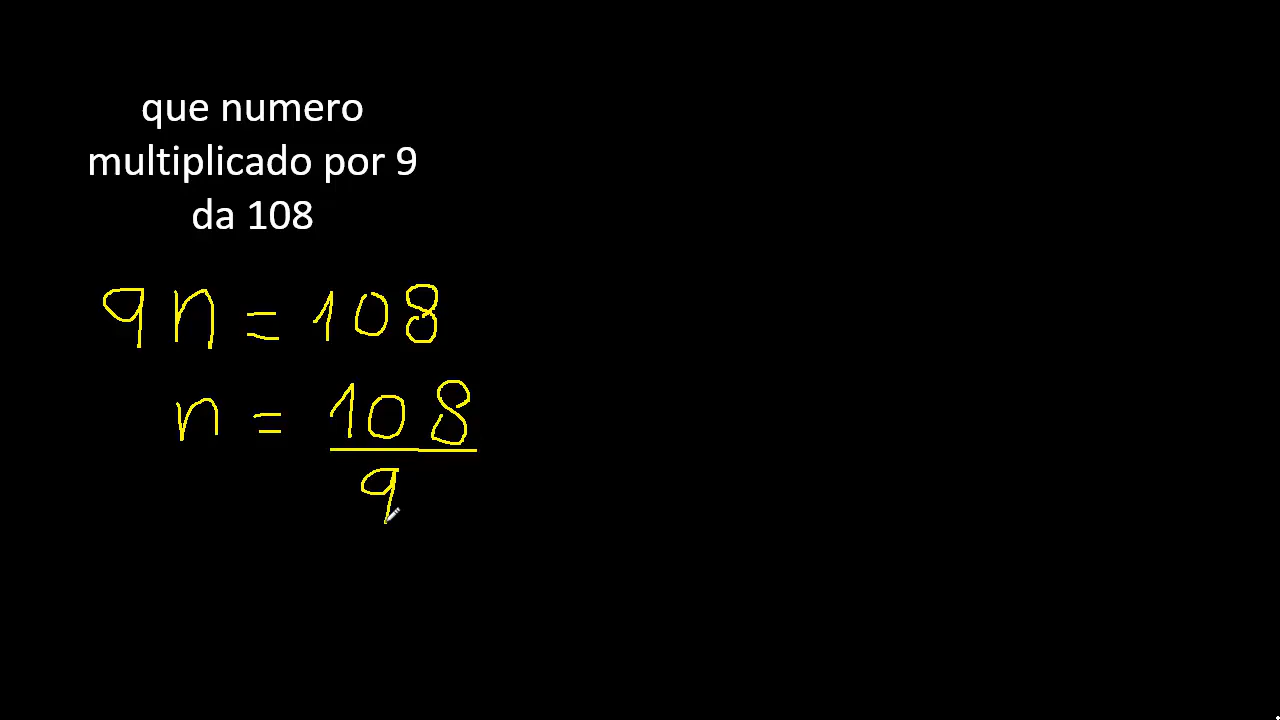 que numero
multiplicado por 9
da 108
9n = 108
n = 108
9